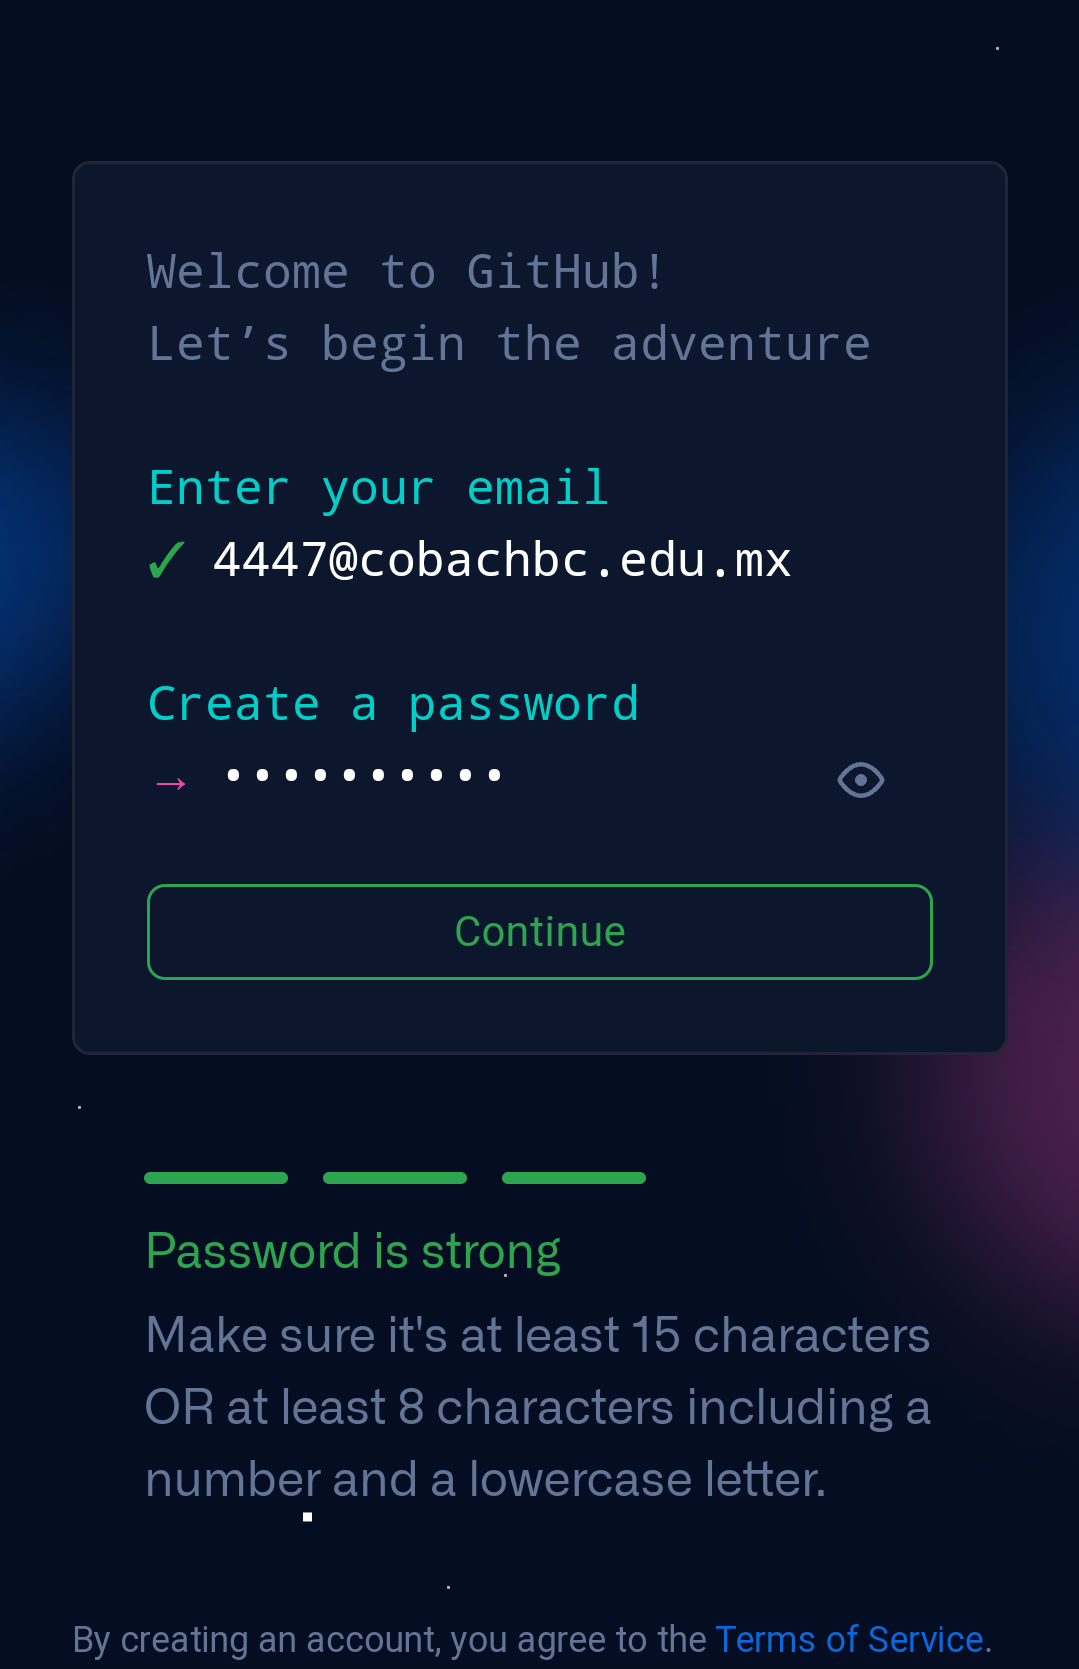 Welcome to GitHub!
Let’s begin the adventure
Enter your email
✓ 4447@cobachbc.edu.mx
Create a password
→ ••••••••••
Continue
Password is strong
Make sure it's at least 15 characters
OR at least 8 characters including a
number and a lowercase letter.
By creating an account, you agree to the Terms of Service.